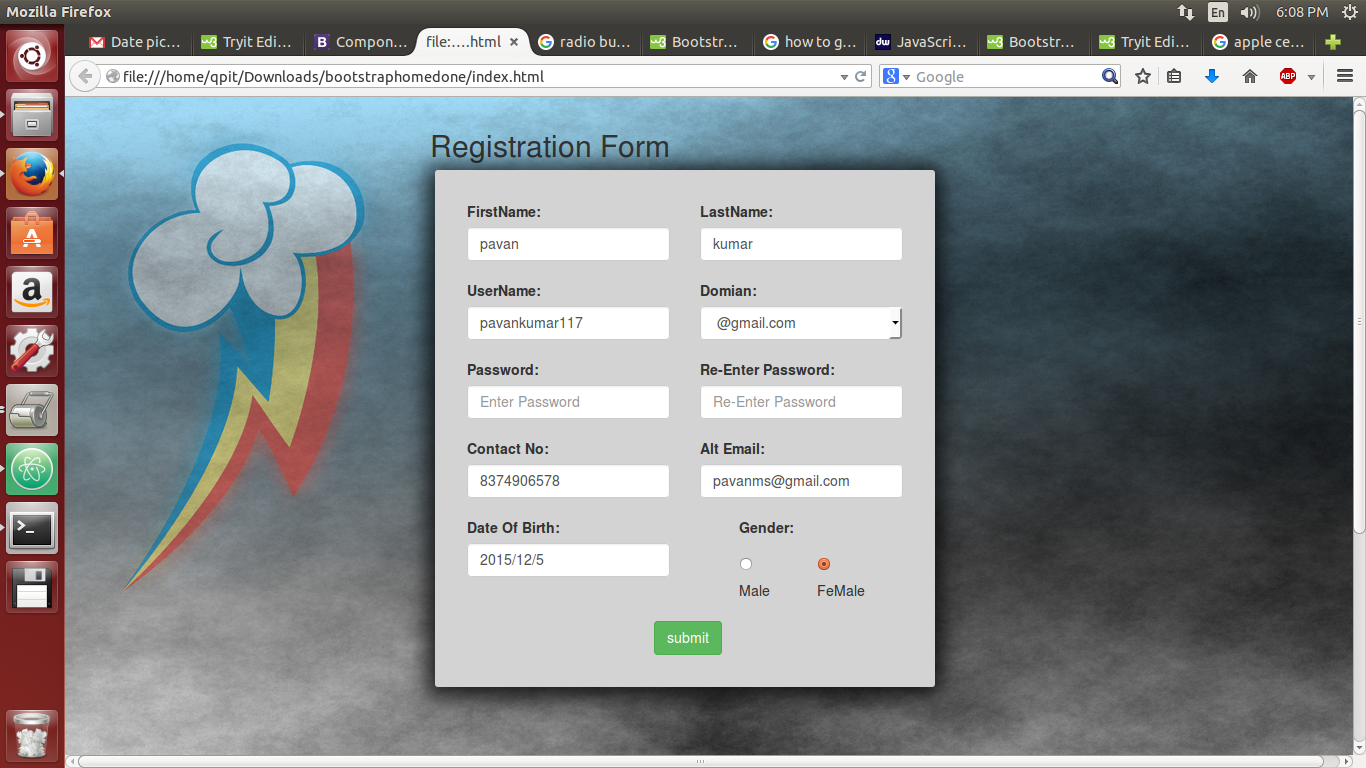 Mozilla Firefox
En
6:08 PM
Date pic...
Tryit Edi...
B Compon...
file:....html
radio bu...
Bootstr...
how to g...
dw JavaScri...
Bootstr...
Tryit Edi...
apple ce...
file:///home/qpit/Downloads/bootstraphomedone/index.html
Google
ABP
Registration Form
FirstName: LastName:
pavan kumar
UserName: Domian:
pavankumar117 @gmail.com
Password: Re-Enter Password:
Enter Password Re-Enter Password
Contact No: Alt Email:
8374906578 pavanms@gmail.com
Date Of Birth: Gender:
2015/12/5
Male FeMale
submit